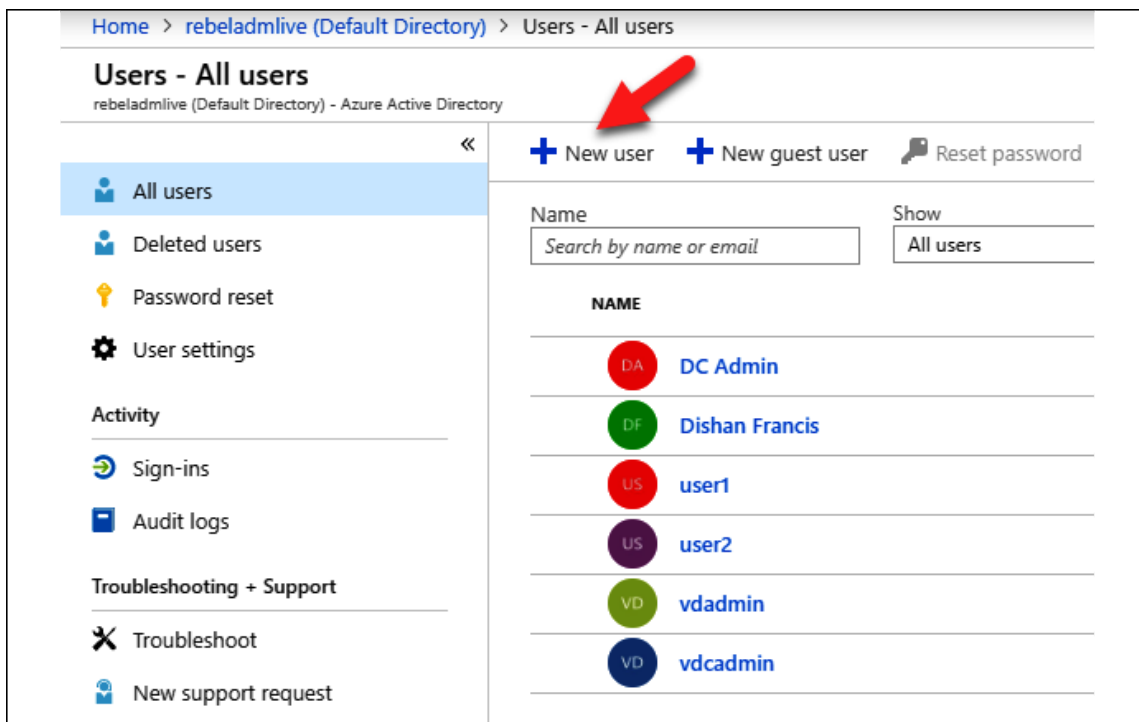 Home > rebeladmlive (Default Directory) > Users - All users
Users - All users
rebeladmlive (Default Directory) - Azure Active Directory
«
All users
Deleted users
Password reset
User settings
Activity
Sign-ins
Audit logs
Troubleshooting + Support
Troubleshoot
New support request
New user New guest user Reset password
Name Show
Search by name or email All users
NAME
DA DC Admin
DF Dishan Francis
US user1
US user2
VD vdadmin
VD vdcadmin